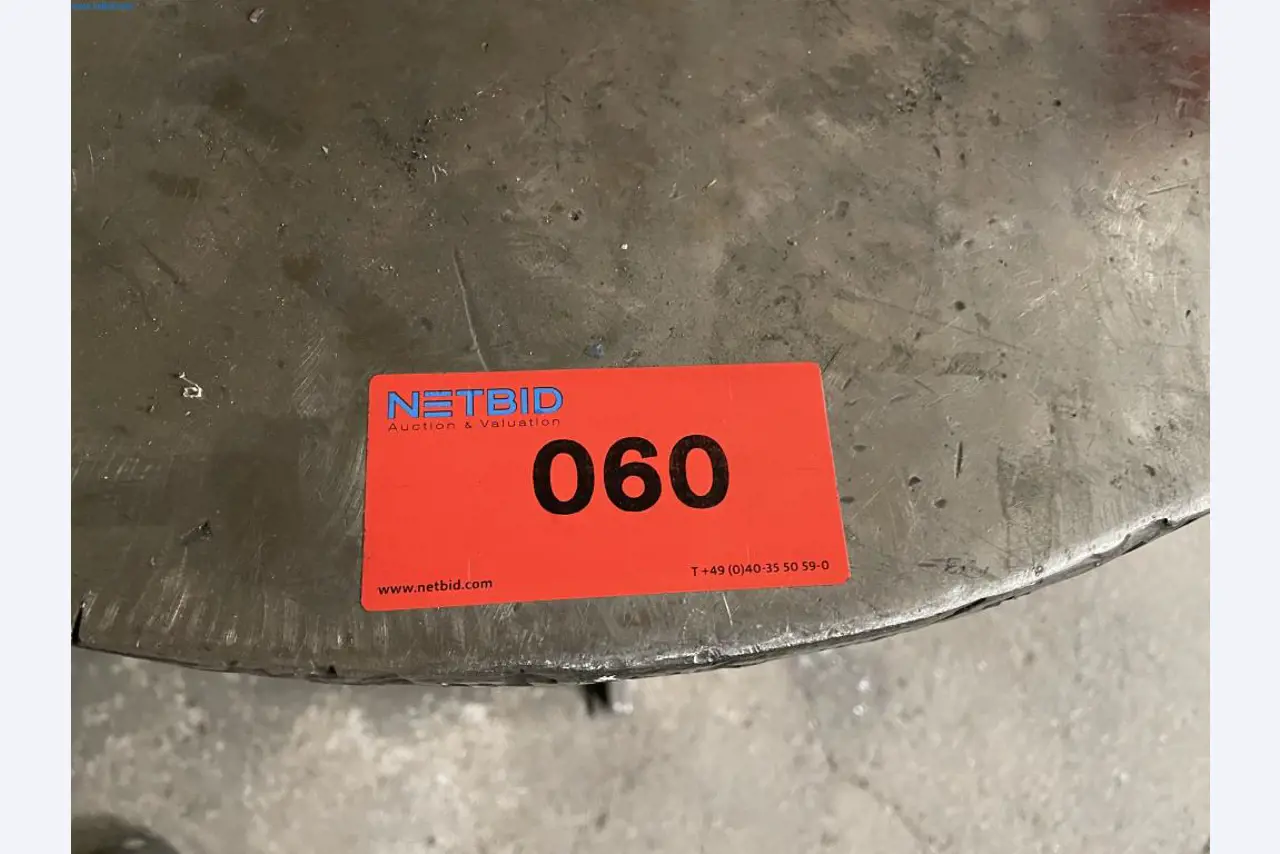 NETBID
Auction & Valuation
060
www.netbid.com
T +49 (0)40-35 50 59-0